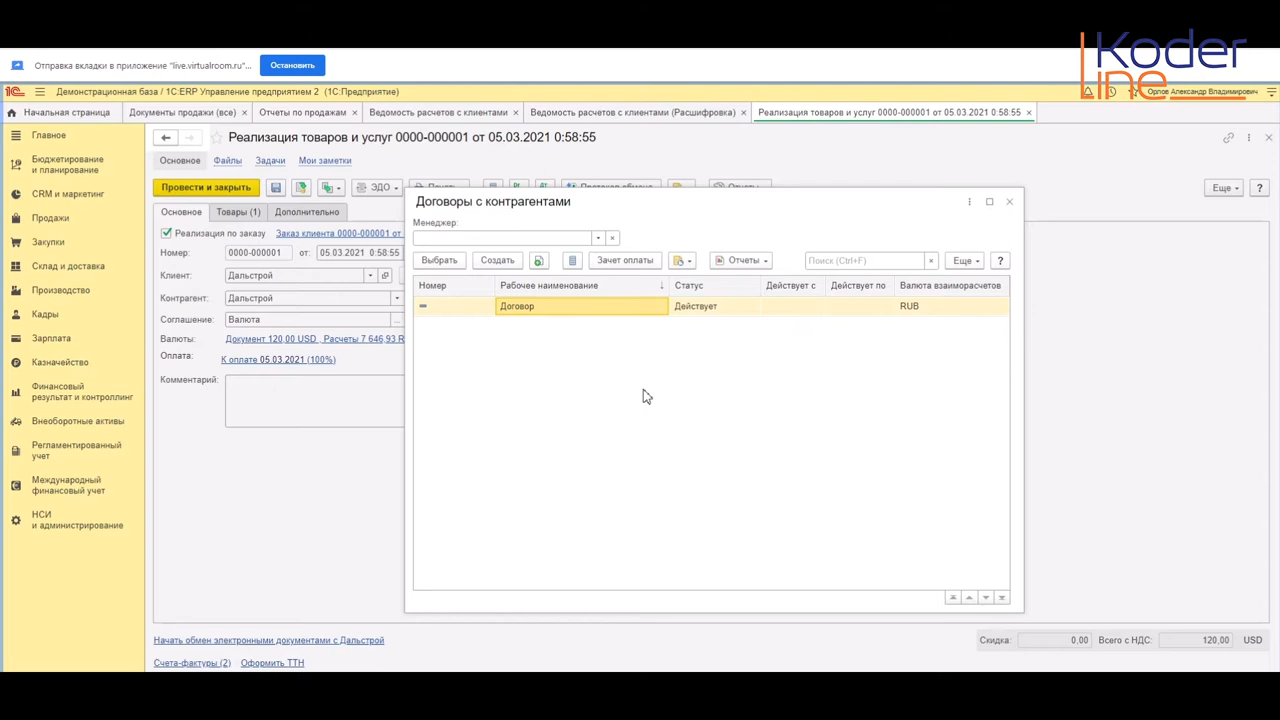 Koder
Line
Отправка вкладки в приложение "live.virtualroom.ru"...
Остановить
Демонстрационная база / 1С:ERP Управление предприятием 2 (1С:Предприятие)
Орлов Александр Владимирович
Начальная страница
Документы продажи (все) ×
Отчеты по продажам ×
Ведомость расчетов с клиентами ×
Ведомость расчетов с клиентами (Расшифровка) ×
Реализация товаров и услуг 0000-000001 от 05.03.2021 0:58:55 ×
Главное
Бюджетирование
и планирование
CRM и маркетинг
Продажи
Закупки
Склад и доставка
Производство
Кадры
Зарплата
Казначейство
Финансовый
результат и контроллинг
Внеоборотные активы
Регламентированный
учет
Международный
финансовый учет
НСИ
и администрирование
Реализация товаров и услуг 0000-000001 от 05.03.2021 0:58:55
Основное Файлы Задачи Мои заметки
Провести и закрыть ЭДО Еще ?
Основное Товары (1) Дополнительно
Реализация по заказу Заказ клиента 0000-000001 от
Номер: 0000-000001 от: 05.03.2021 0:58:55
Клиент: Дальстрой
Контрагент: Дальстрой
Соглашение: Валюта
Валюты: Документ 120,00 USD , Расчеты 7 646,93 R
Оплата: К оплате 05.03.2021 (100%)
Комментарий:
Договоры с контрагентами
Менеджер:
Выбрать Создать Зачет оплаты Отчеты Поиск (Ctrl+F) × Еще ?
Номер Рабочее наименование ↓ Статус Действует с Действует по Валюта взаиморасчетов
Договор Действует RUB
Начать обмен электронными документами с Дальстрой
Скидка: 0,00 Всего с НДС: 120,00 USD
Счета-фактуры (2) Оформить ТТН